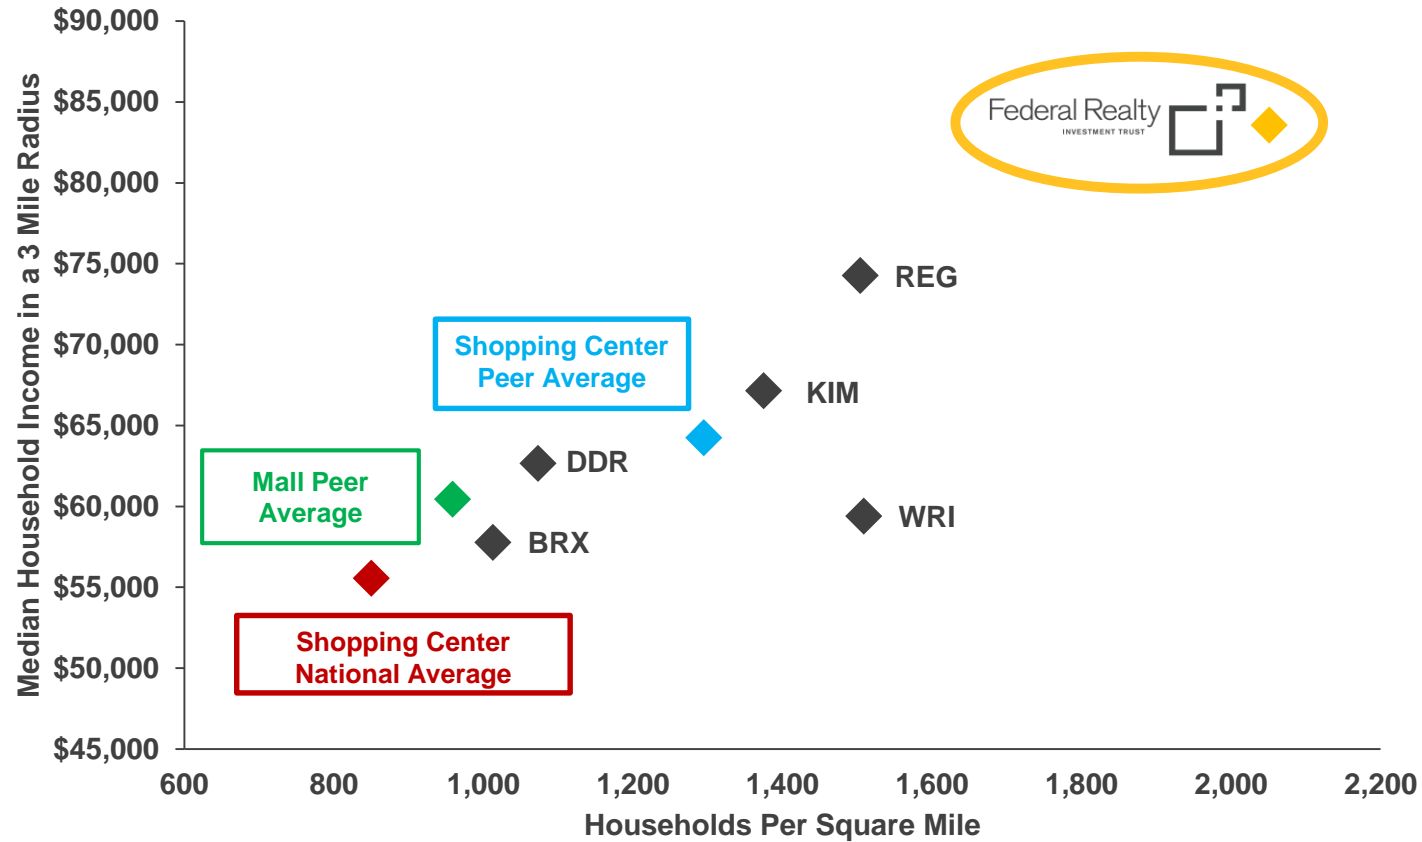 $90,000
$85,000
$80,000
$75,000
$70,000
$65,000
$60,000
$55,000
$50,000
$45,000
Median Household Income in a 3 Mile Radius
Federal Realty
INVESTMENT TRUST
REG
Shopping Center
Peer Average
KIM
DDR
Mall Peer
Average
WRI
BRX
Shopping Center
National Average
600 800 1,000 1,200 1,400 1,600 1,800 2,000 2,200
Households Per Square Mile